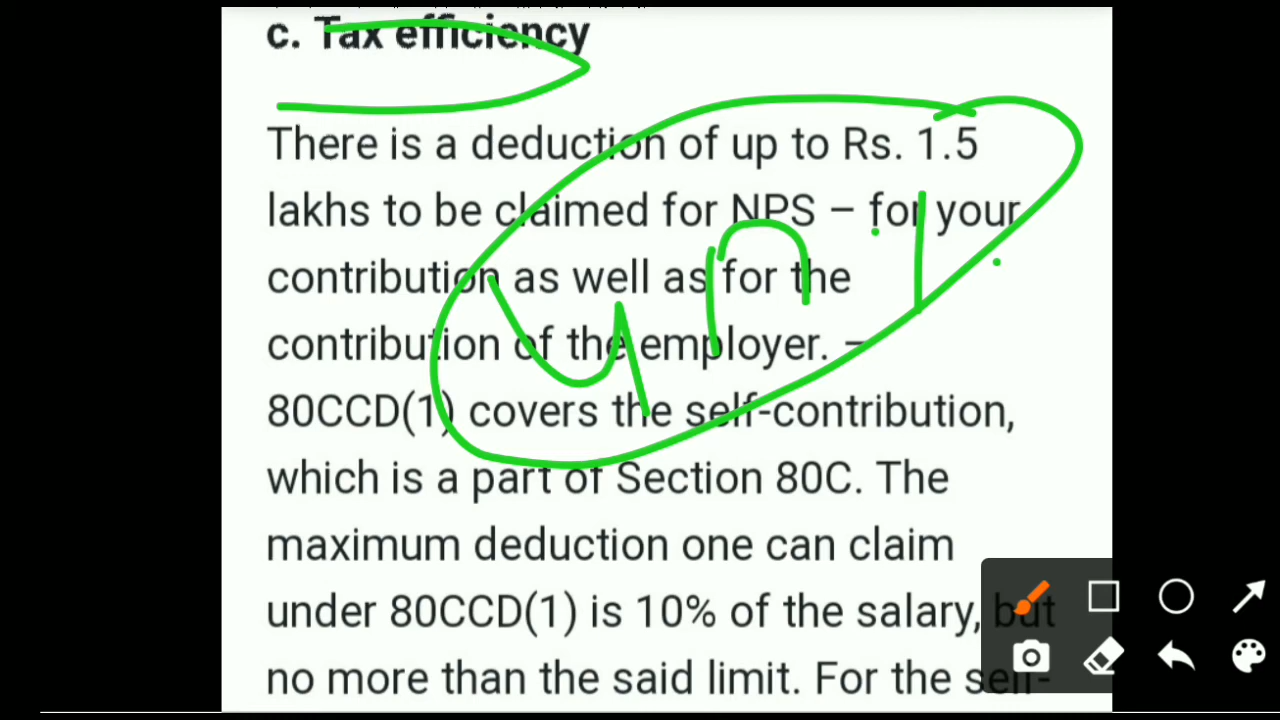 c. Tax efficiency
There is a deduction of up to Rs. 1.5
lakhs to be claimed for NPS – for your
contribution as well as for the
contribution of the employer. –
80CCD(1) covers the self-contribution,
which is a part of Section 80C. The
maximum deduction one can claim
under 80CCD(1) is 10% of the salary, but
no more than the said limit. For the self-